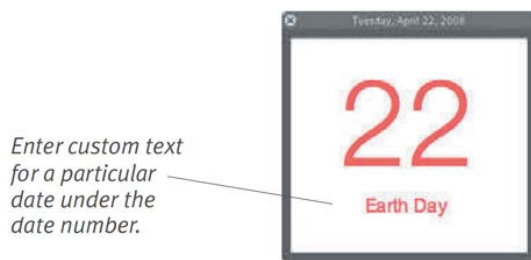 Tuesday, April 22, 2008
22
Enter custom text
for a particular
date under the
date number.
Earth Day